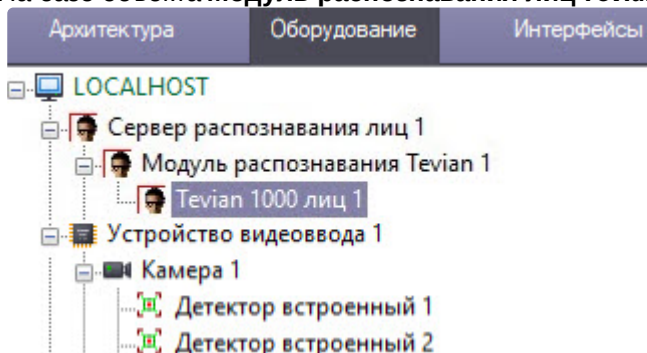 Архитектура Оборудование Интерфейсы
LOCALHOST
Сервер распознавания лиц 1
Модуль распознавания Tevian 1
Tevian 1000 лиц 1
Устройство видеоввода 1
Камера 1
Детектор встроенный 1
Детектор встроенный 2